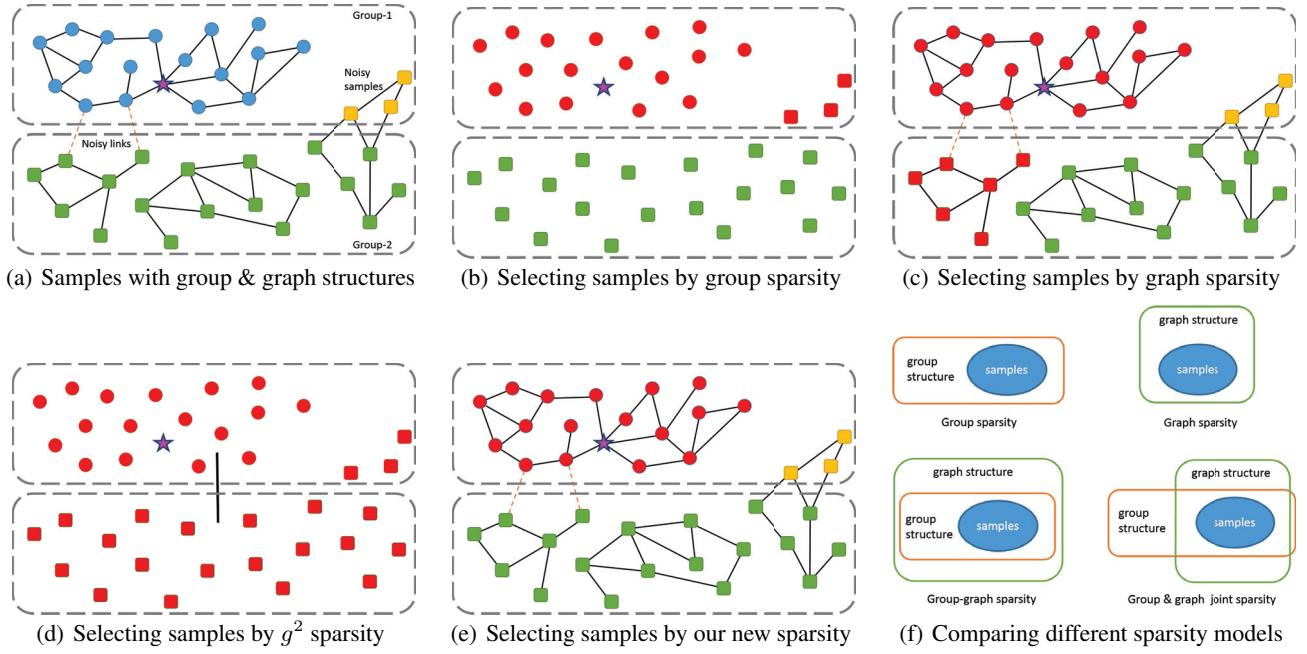 Group-1
Noisy
samples
Noisy links
Group-2
(a) Samples with group & graph structures
(b) Selecting samples by group sparsity
(c) Selecting samples by graph sparsity
(d) Selecting samples by g² sparsity
(e) Selecting samples by our new sparsity
group
structure
samples
Group sparsity
graph structure
samples
Graph sparsity
graph structure
group
structure
samples
Group-graph sparsity
graph structure
group
structure
samples
Group & graph joint sparsity
(f) Comparing different sparsity models